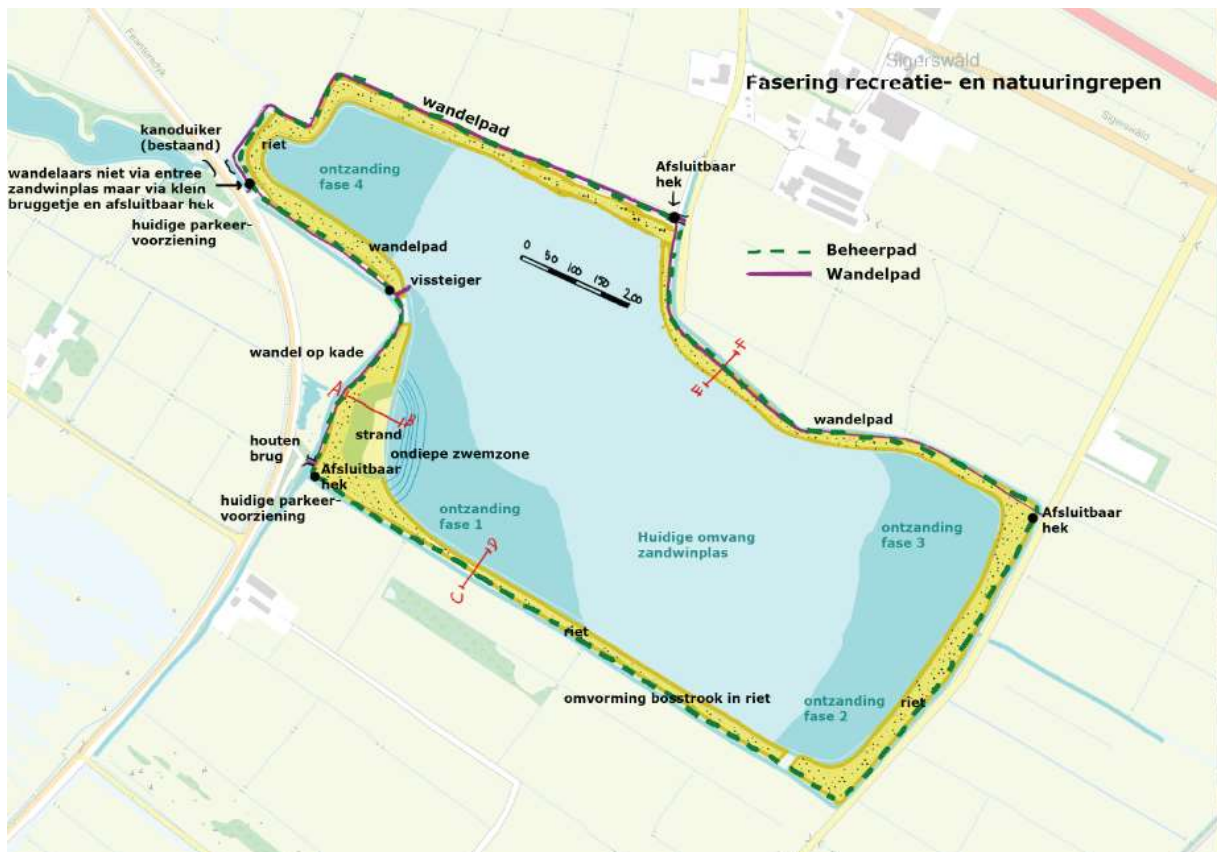 Feansterdyk
Sigerswâld
Fasering recreatie- en natuuringrepen
Sigerswâld
wandelpad
kanoduiker
(bestaand)
riet
wandelaars niet via entree
zandwinplas maar via klein
bruggetje en afsluitbaar hek
ontzanding
fase 4
Afsluitbaar
hek
huidige parkeer-
voorziening
wandelpad
vissteiger
0 50 100 150 200
Beheerpad
Wandelpad
wandel op kade
A
B
F
E
strand
ondiepe zwemzone
wandelpad
houten
brug
Afsluitbaar
hek
huidige parkeer-
voorziening
ontzanding
fase 1
Huidige omvang
zandwinplas
ontzanding
fase 3
Afsluitbaar
hek
D
C
riet
omvorming bosstrook in riet
ontzanding
fase 2
riet